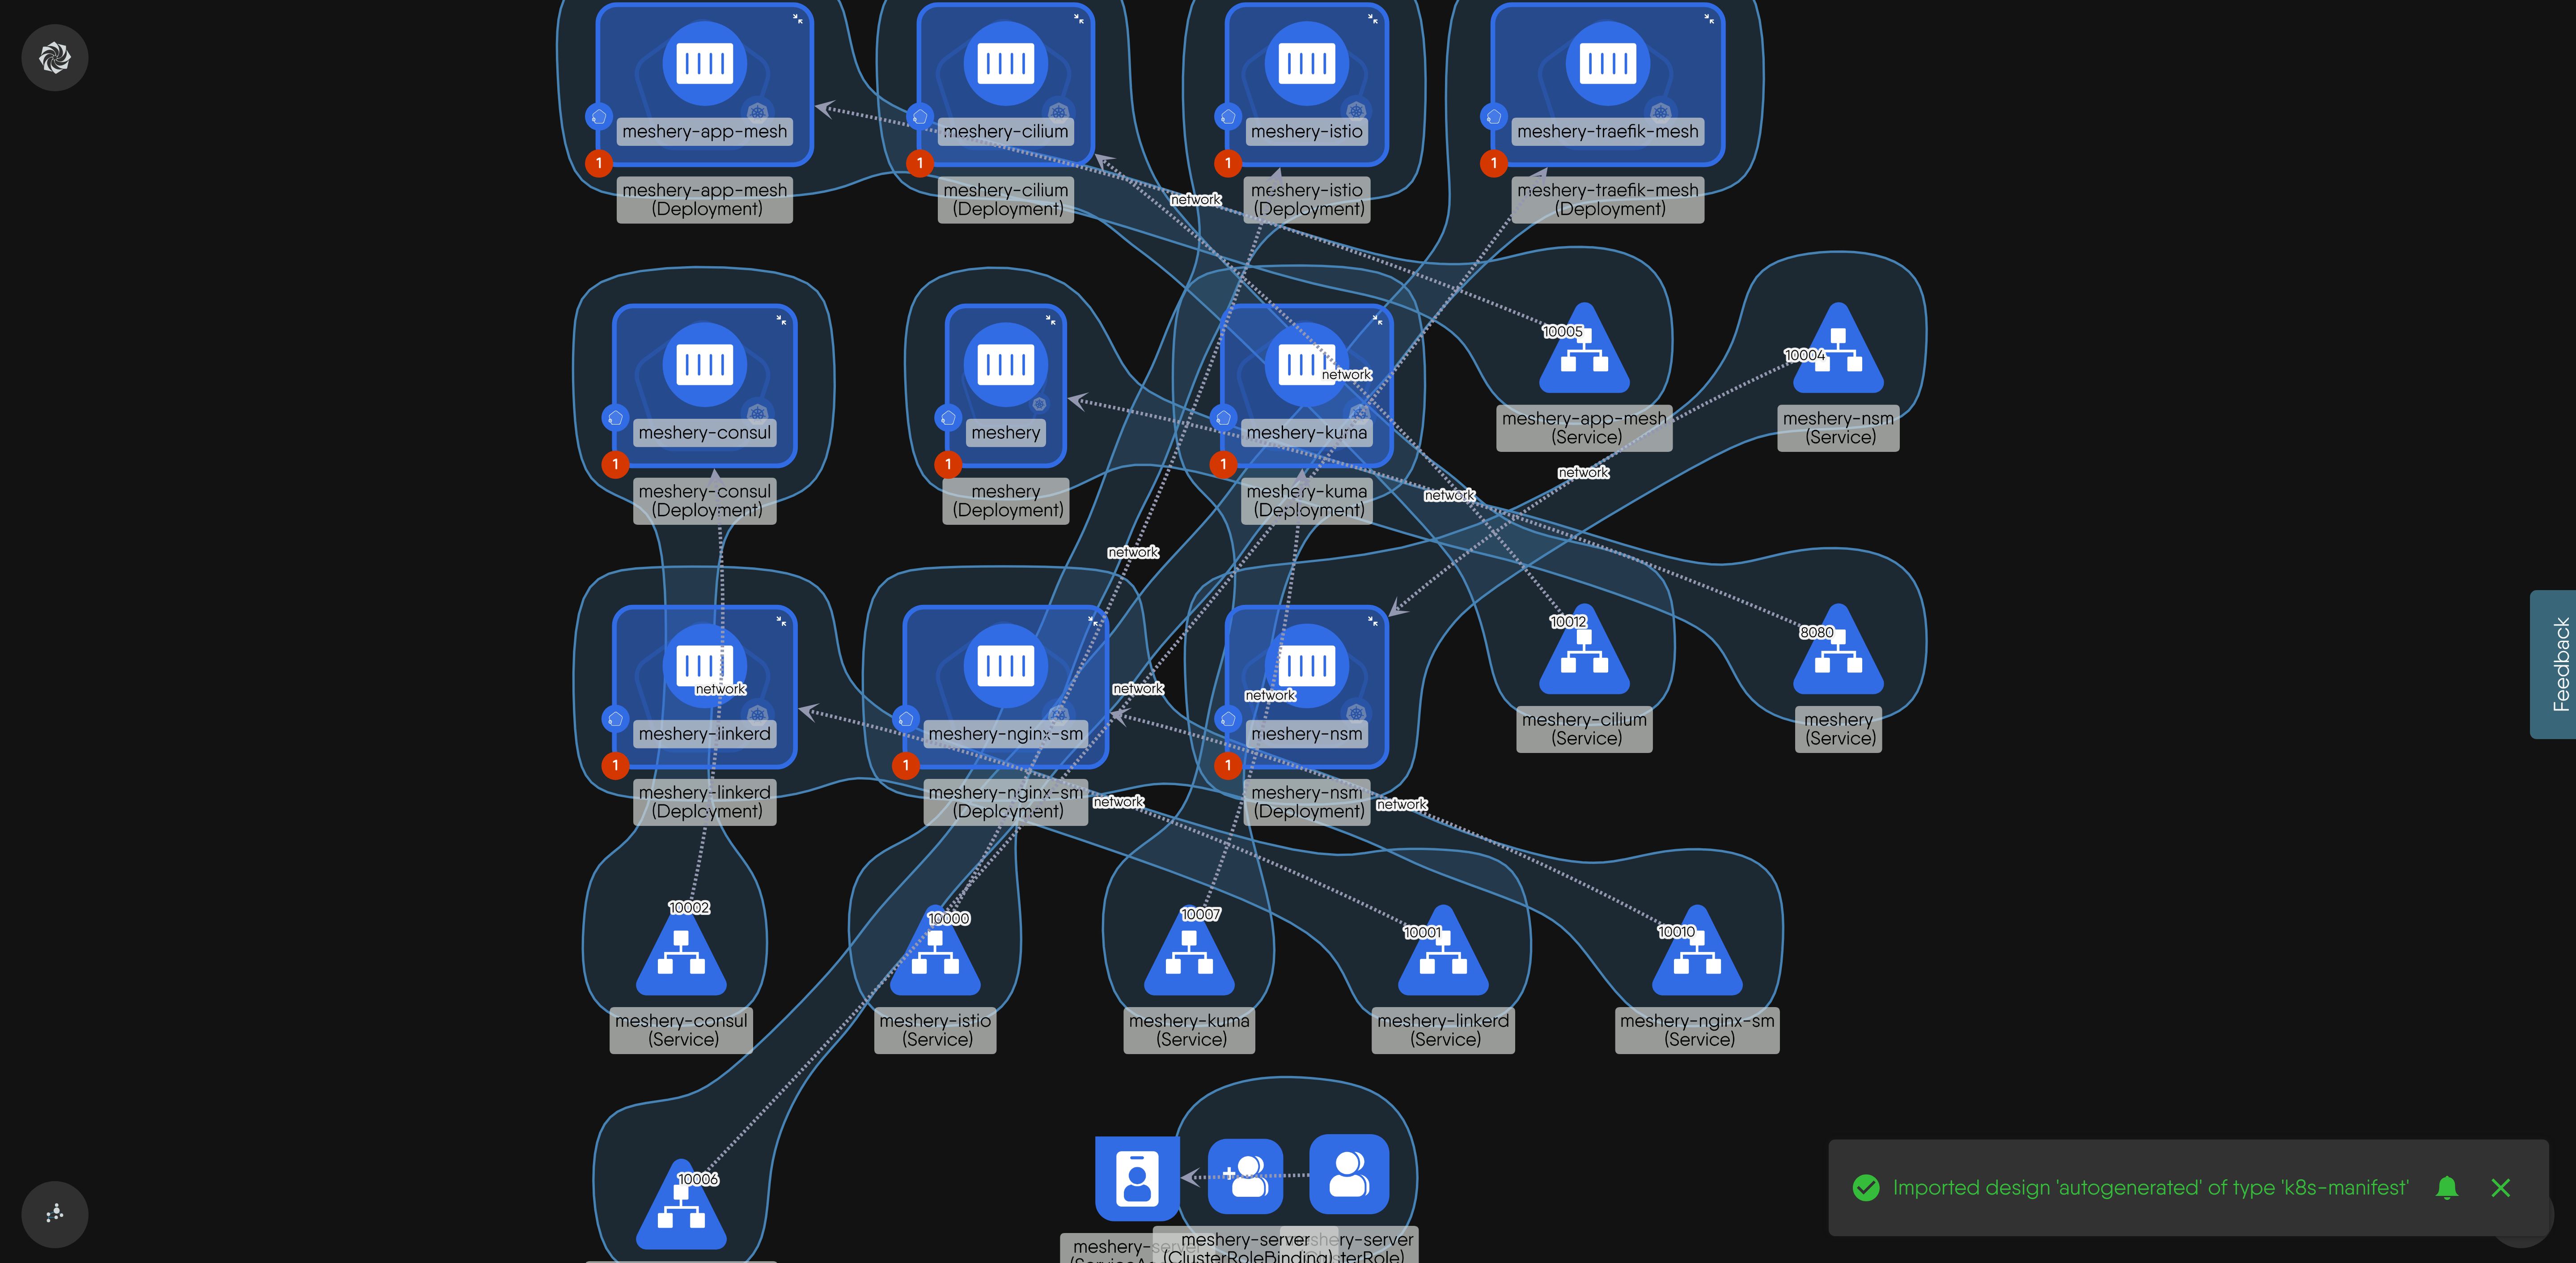 meshery-app-mesh
meshery-cilium
meshery-istio
meshery-traefik-mesh
1
1
1
1
meshery-app-mesh
(Deployment)
meshery-cilium
(Deployment)
meshery-istio
(Deployment)
meshery-traefik-mesh
(Deployment)
network
10005
10004
network
meshery-consul
meshery
meshery-kuma
meshery-app-mesh
(Service)
meshery-nsm
(Service)
1
1
1
network
network
meshery-consul
(Deployment)
meshery
(Deployment)
meshery-kuma
(Deployment)
network
10012
8080
network
network
network
meshery-linkerd
meshery-nginx-sm
meshery-nsm
meshery-cilium
(Service)
meshery
(Service)
1
1
1
meshery-linkerd
(Deployment)
meshery-nginx-sm
(Deployment)
meshery-nsm
(Deployment)
network
network
10002
10000
10007
10001
10010
meshery-consul
(Service)
meshery-istio
(Service)
meshery-kuma
(Service)
meshery-linkerd
(Service)
meshery-nginx-sm
(Service)
10006
meshery-server
(ClusterRoleBinding)
Imported design 'autogenerated' of type 'k8s-manifest'
Feedback